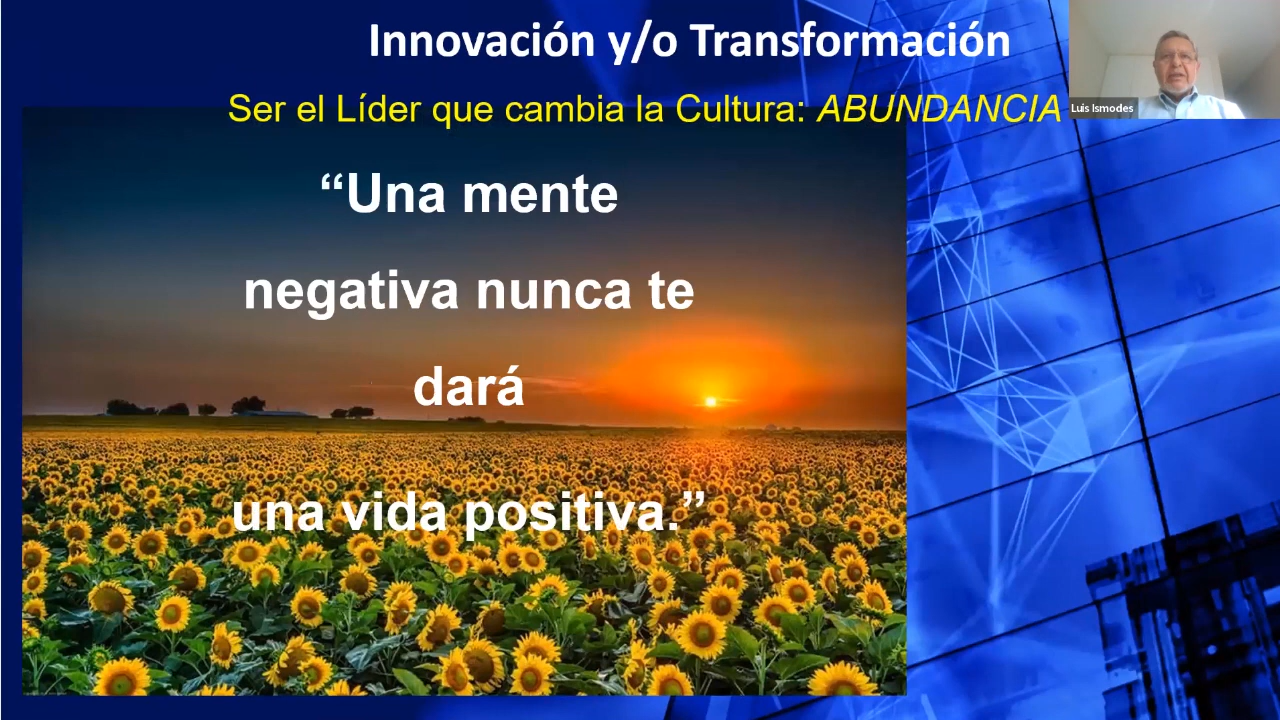 Innovación y/o Transformación
Ser el Líder que cambia la Cultura: ABUNDANCIA
Luis Ismodes
“Una mente
negativa nunca te
dará
una vida positiva.”